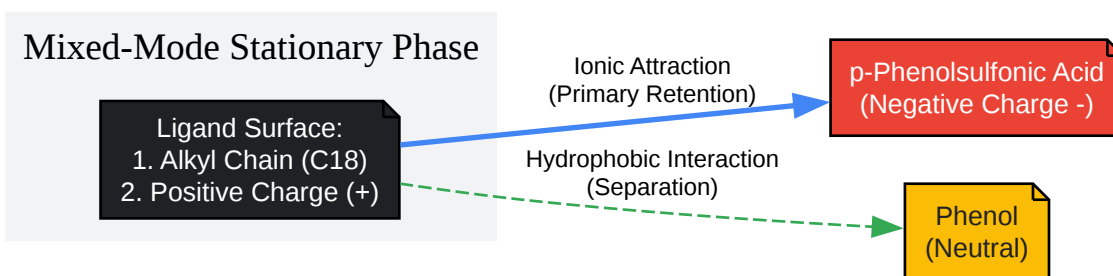 Mixed-Mode Stationary Phase
Ligand Surface:
1. Alkyl Chain (C18)
2. Positive Charge (+)
Ionic Attraction
(Primary Retention)
Hydrophobic Interaction
(Separation)
p-Phenolsulfonic Acid
(Negative Charge -)
Phenol
(Neutral)